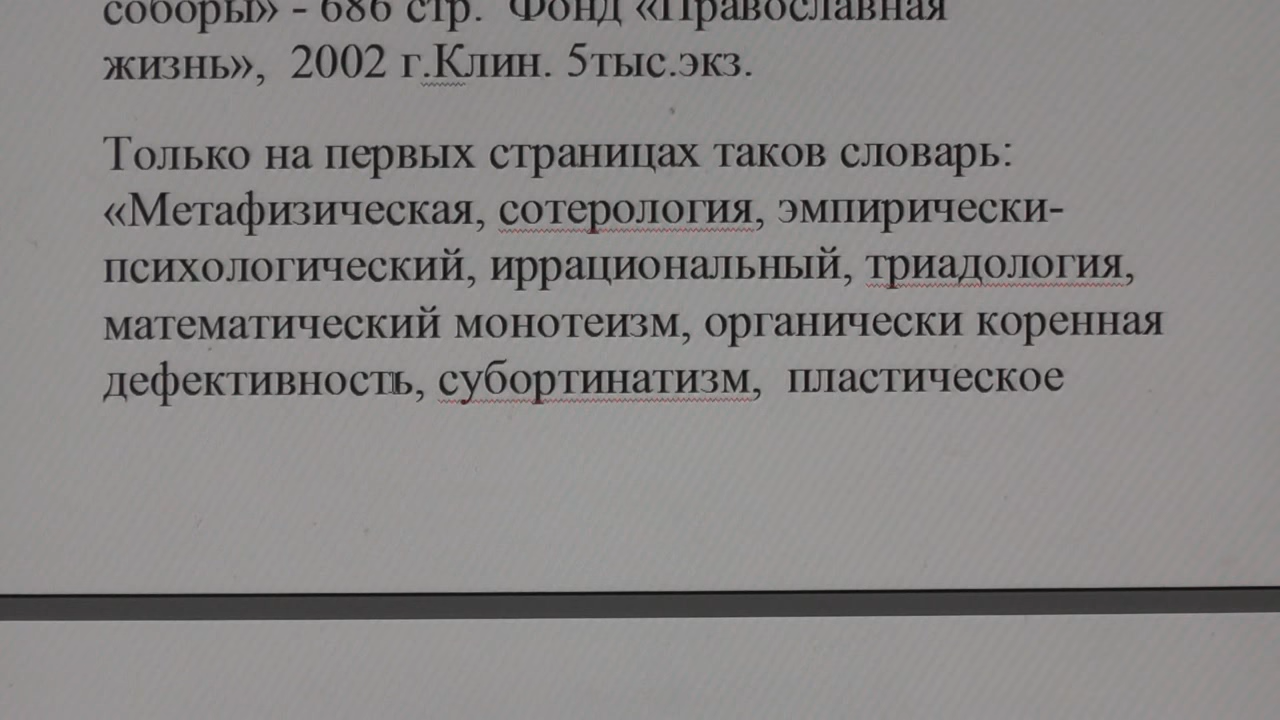 соборы» - 686 стр.  Фонд «Православная
жизнь»,  2002 г.Клин. 5тыс.экз.
Только на первых страницах таков словарь:
«Метафизическая, сотерология, эмпирически-
психологический, иррациональный, триадология,
математический монотеизм, органически коренная
дефективность, субортинатизм,  пластическое